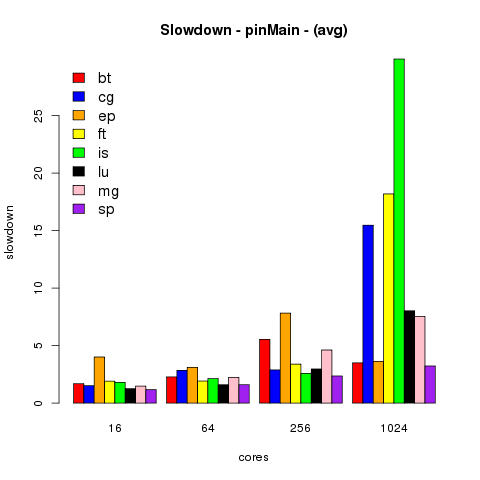 Slowdown - pinMain - (avg)
bt
cg
ep
ft
is
lu
mg
sp
slowdown
25
20
15
10
5
0
16 64 256 1024
cores